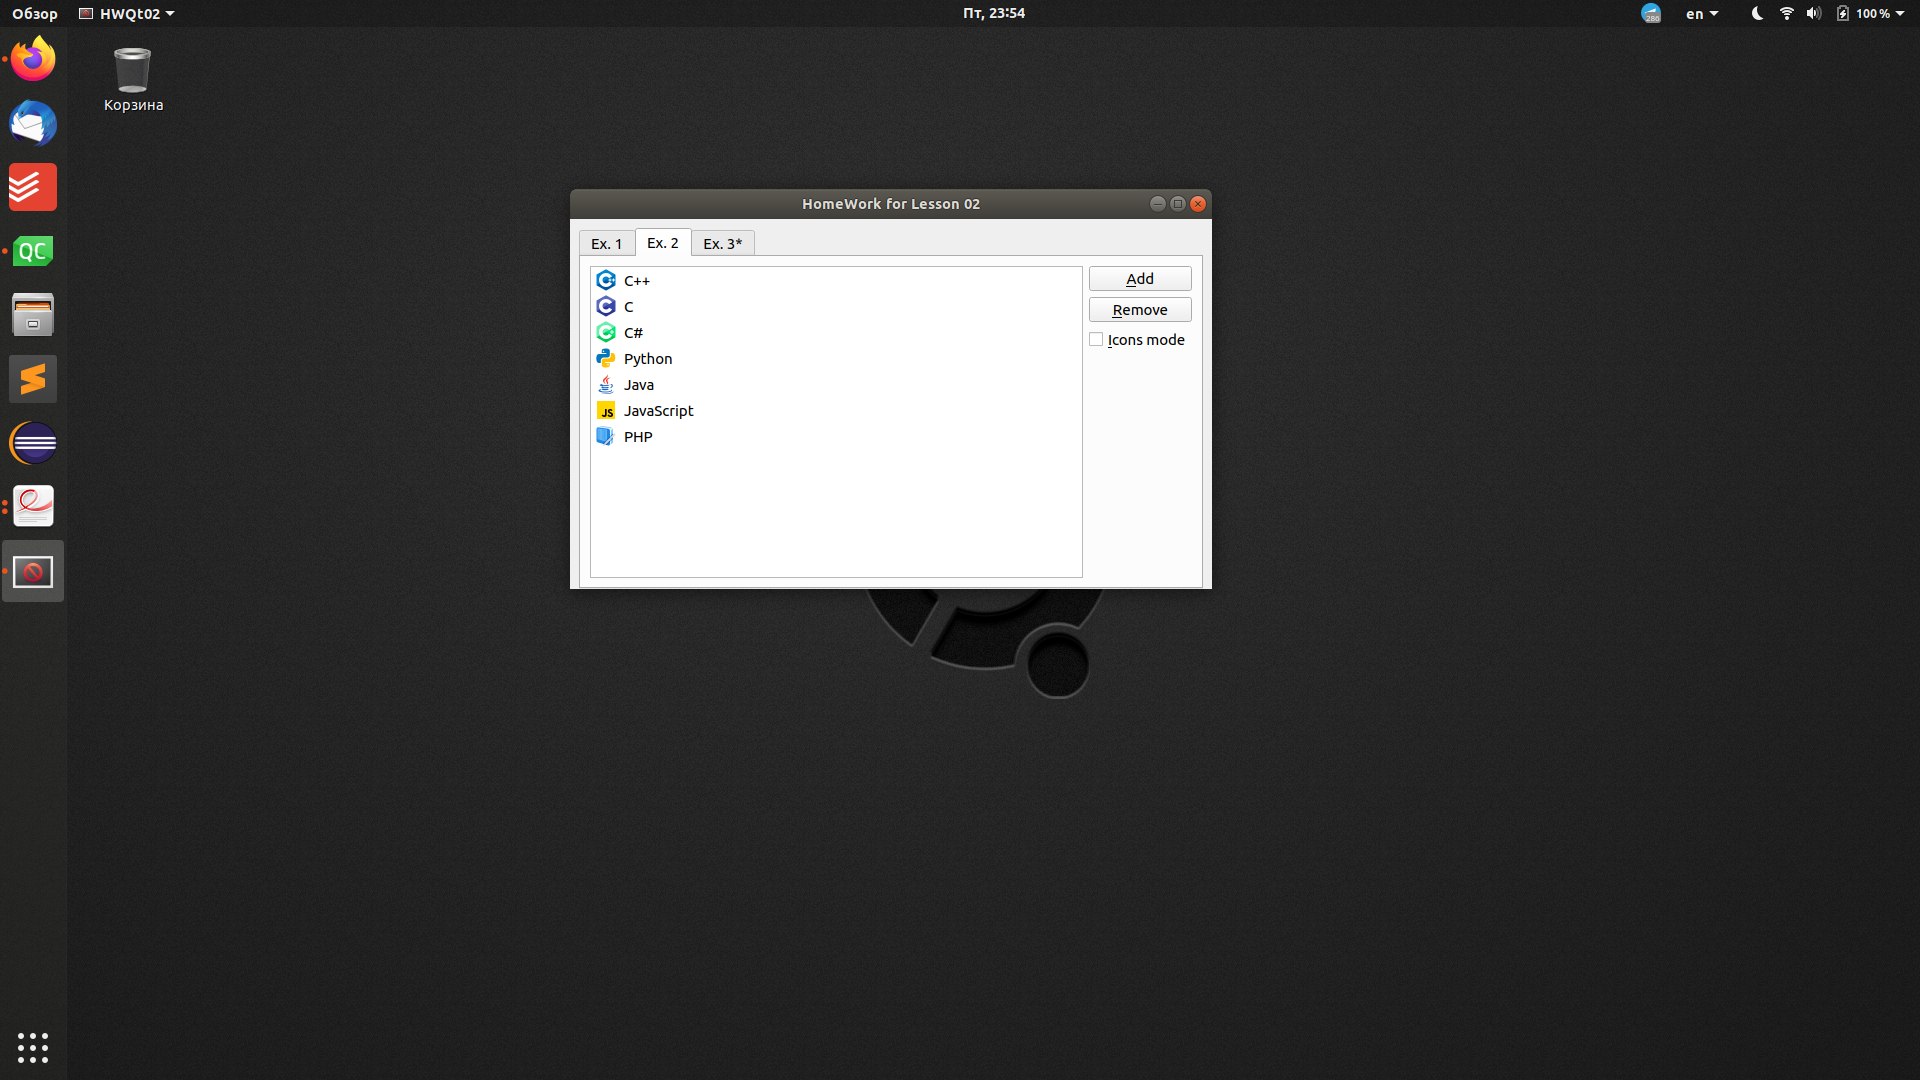 Обзор HWQt02 Пт, 23:54 286 en 100 %
Корзина
QC
HomeWork for Lesson 02
Ex. 1 Ex. 2 Ex. 3*
C++ Add
C Remove
C# Icons mode
Python
Java
JS JavaScript
PHP